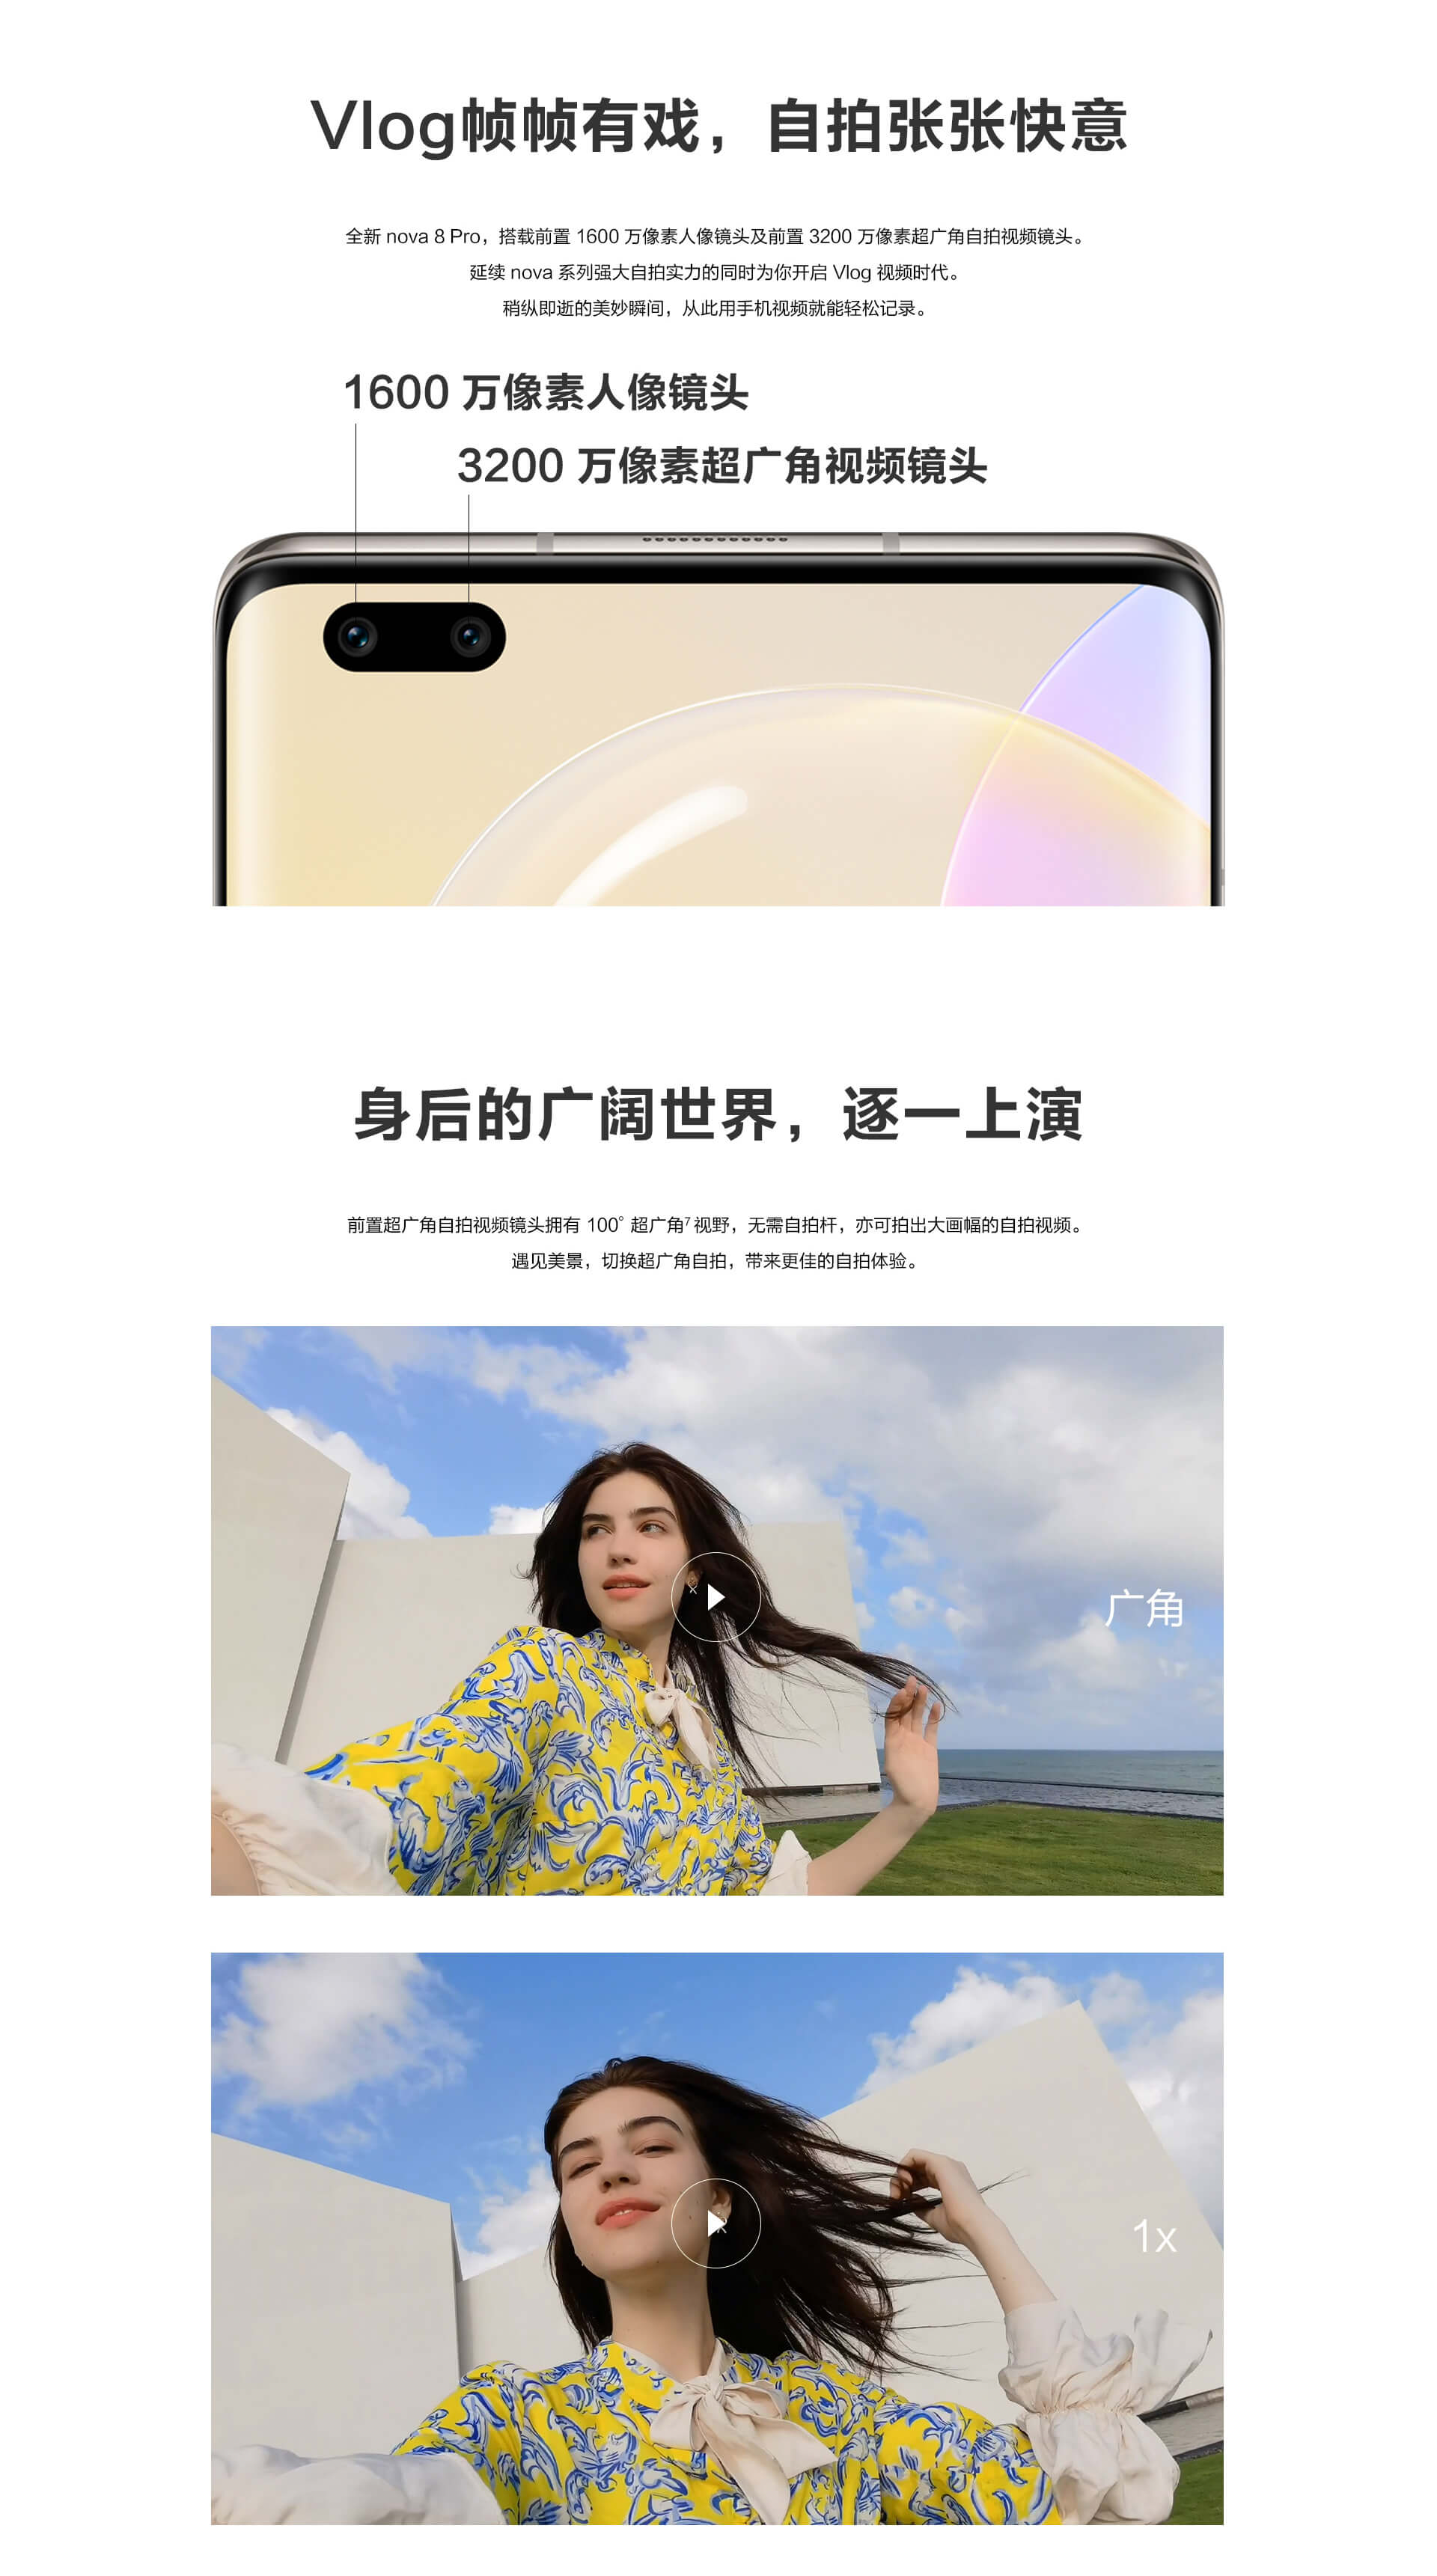 Vlog帧帧有戏，自拍张张快意
全新 nova 8 Pro，搭载前置 1600 万像素人像镜头及前置 3200 万像素超广角自拍视频镜头。
延续 nova 系列强大自拍实力的同时为你开启 Vlog 视频时代。
稍纵即逝的美妙瞬间，从此用手机视频就能轻松记录。
1600 万像素人像镜头
3200 万像素超广角视频镜头
身后的广阔世界，逐一上演
前置超广角自拍视频镜头拥有 100° 超广角⁷ 视野，无需自拍杆，亦可拍出大画幅的自拍视频。
遇见美景，切换超广角自拍，带来更佳的自拍体验。
广角
1x